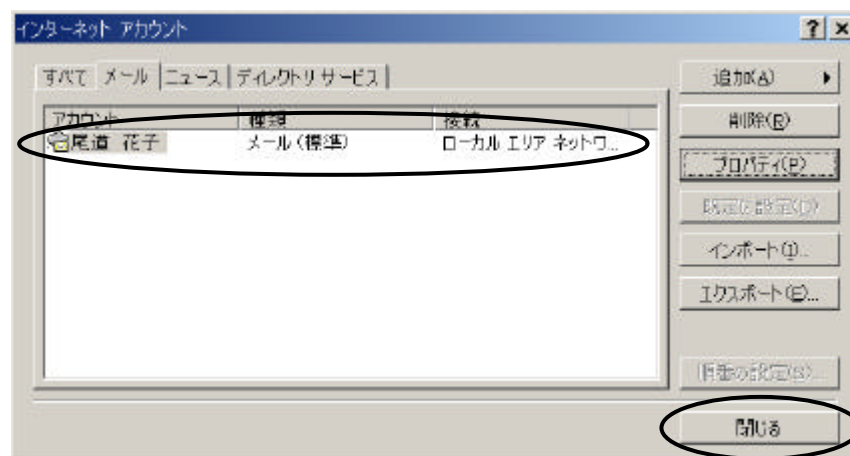 インターネット アカウント
すべて メール ニュース ディレクトリ サービス
追加(A)
アカウント 種類 接続
削除(R)
尾道 花子 メール (標準) ローカル エリア ネットワ...
プロパティ(P)
既定に設定(D)
インポート(I)...
エクスポート(E)...
順番の設定(S)...
閉じる